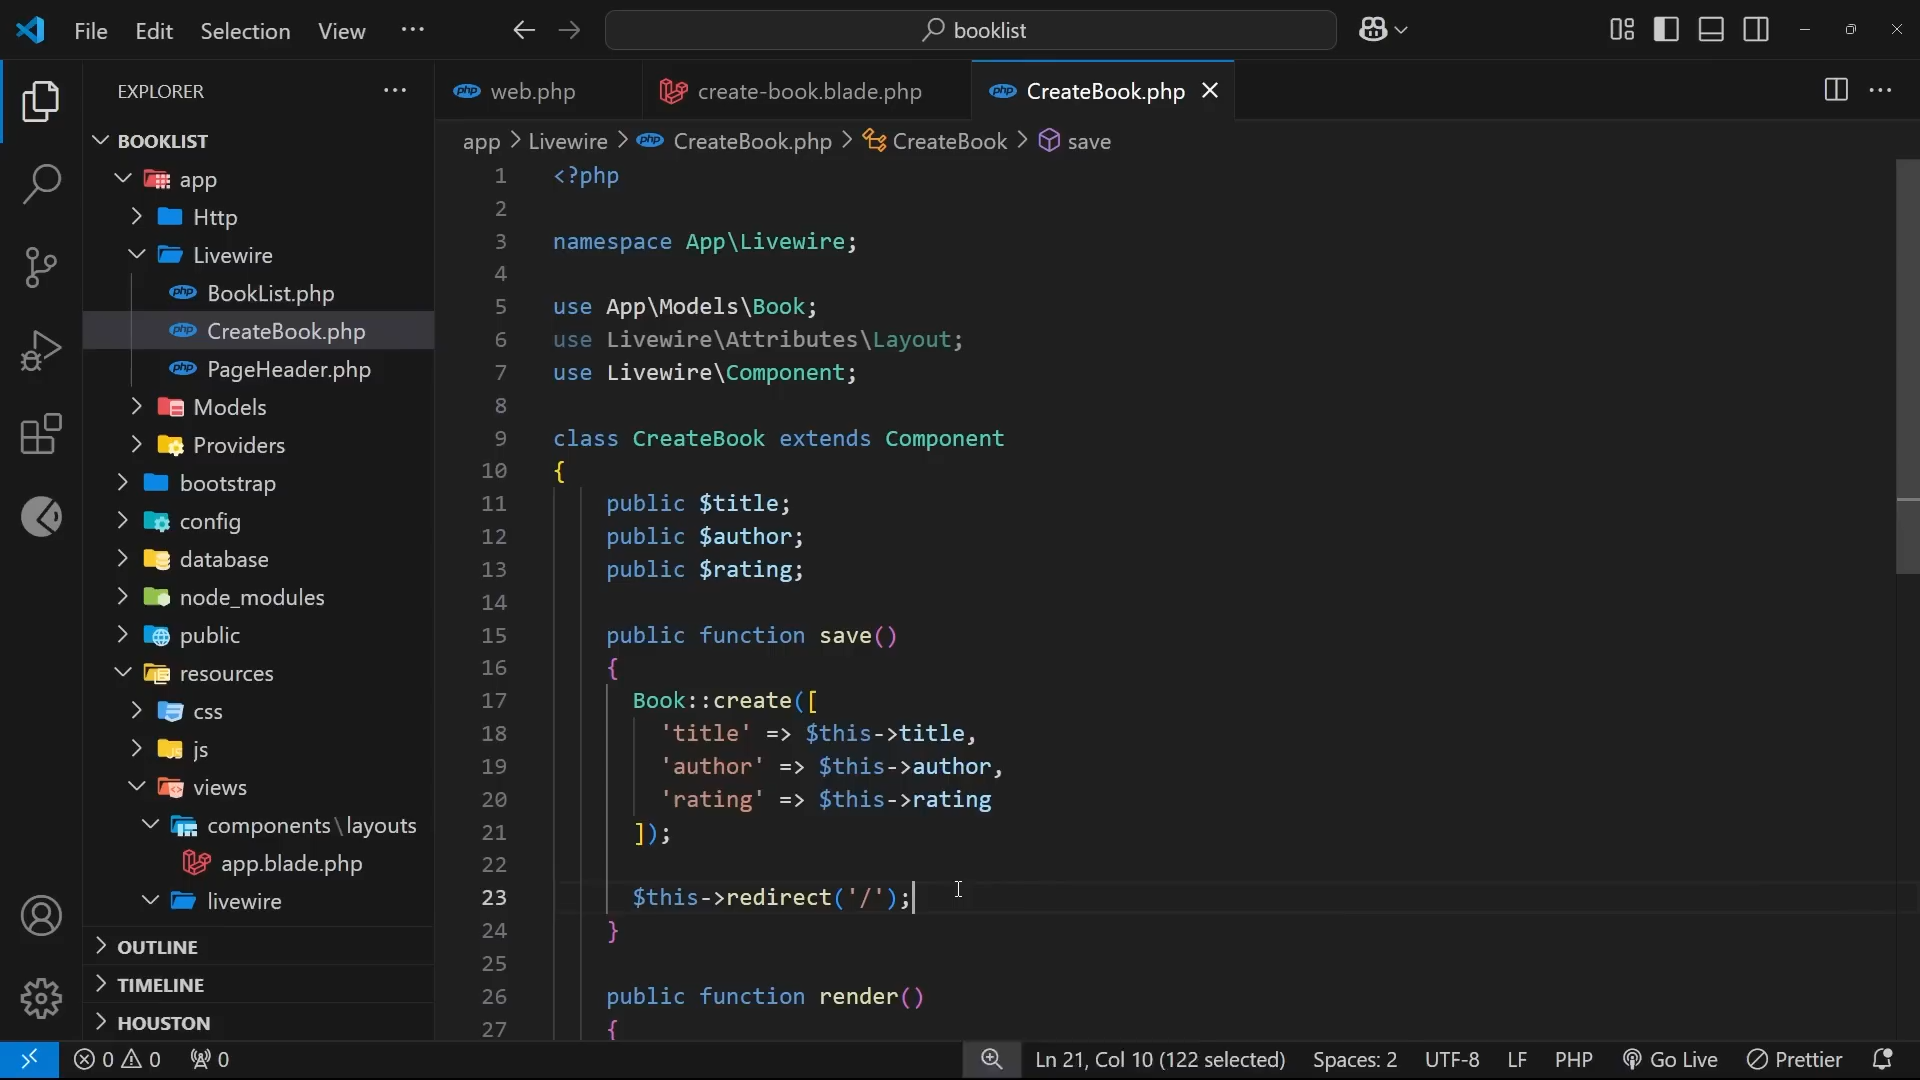 File Edit Selection View ···
booklist
EXPLORER ···
BOOKLIST
app
Http
Livewire
BookList.php
CreateBook.php
PageHeader.php
Models
Providers
bootstrap
config
database
node_modules
public
resources
css
js
views
components\layouts
app.blade.php
livewire
OUTLINE
TIMELINE
HOUSTON
php web.php create-book.blade.php php CreateBook.php
app > Livewire > php CreateBook.php > CreateBook > save
1 <?php
2
3 namespace App\Livewire;
4
5 use App\Models\Book;
6 use Livewire\Attributes\Layout;
7 use Livewire\Component;
8
9 class CreateBook extends Component
10 {
11 public $title;
12 public $author;
13 public $rating;
14
15 public function save()
16 {
17 Book::create([
18 'title' => $this->title,
19 'author' => $this->author,
20 'rating' => $this->rating
21 ]);
22
23 $this->redirect('/');
24 }
25
26 public function render()
27 {
0 0 0 Ln 21, Col 10 (122 selected) Spaces: 2 UTF-8 LF PHP Go Live Prettier